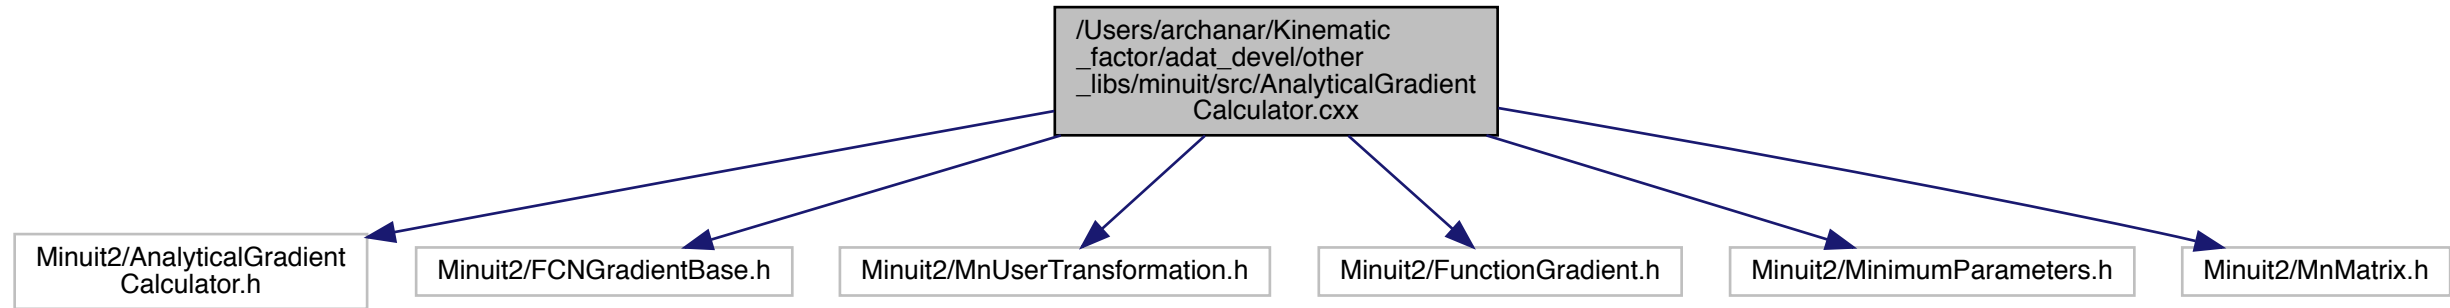 /Users/archanar/Kinematic
_factor/adat_devel/other
_libs/minuit/src/AnalyticalGradient
Calculator.cxx
Minuit2/AnalyticalGradient
Calculator.h
Minuit2/FCNGradientBase.h
Minuit2/MnUserTransformation.h
Minuit2/FunctionGradient.h
Minuit2/MinimumParameters.h
Minuit2/MnMatrix.h